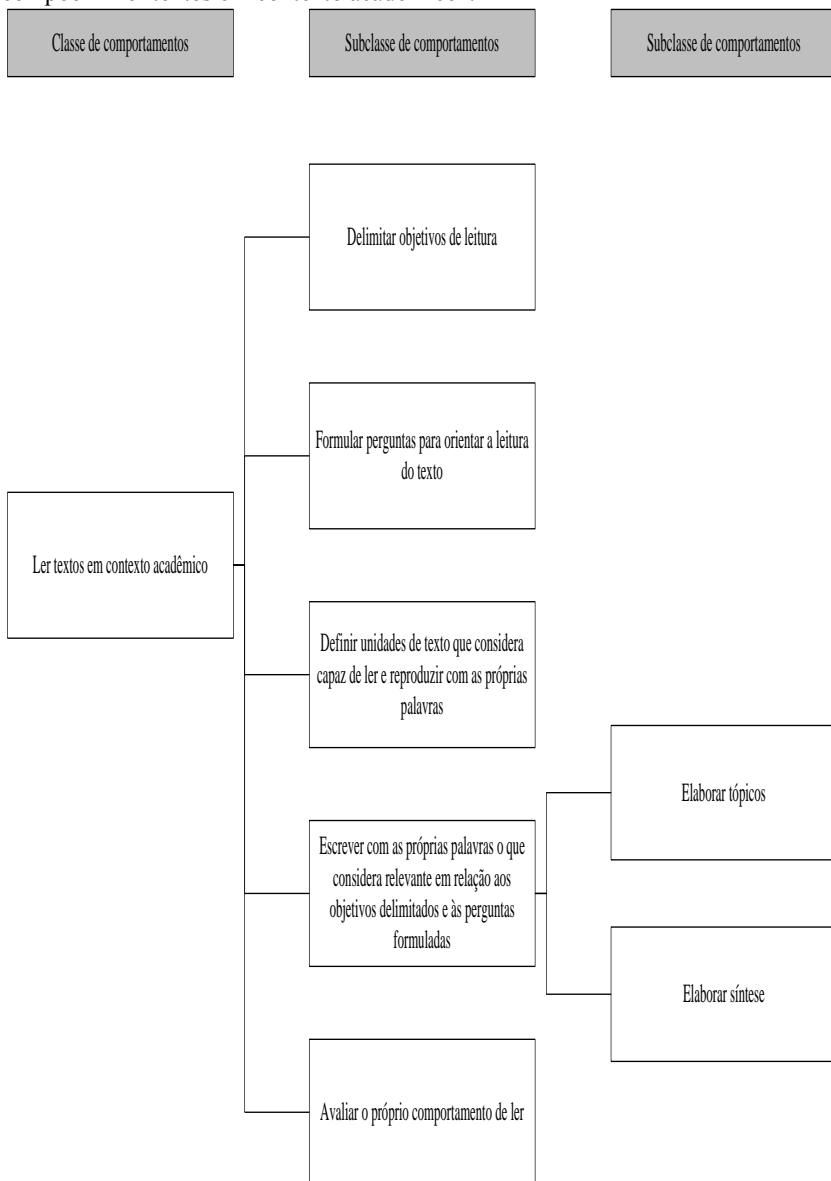 Classe de comportamentos
Subclasse de comportamentos
Subclasse de comportamentos
Delimitar objetivos de leitura
Formular perguntas para orientar a leitura
do texto
Ler textos em contexto acadêmico
Definir unidades de texto que considera
capaz de ler e reproduzir com as próprias
palavras
Elaborar tópicos
Escrever com as próprias palavras o que
considera relevante em relação aos
objetivos delimitados e às perguntas
formuladas
Elaborar síntese
Avaliar o próprio comportamento de ler